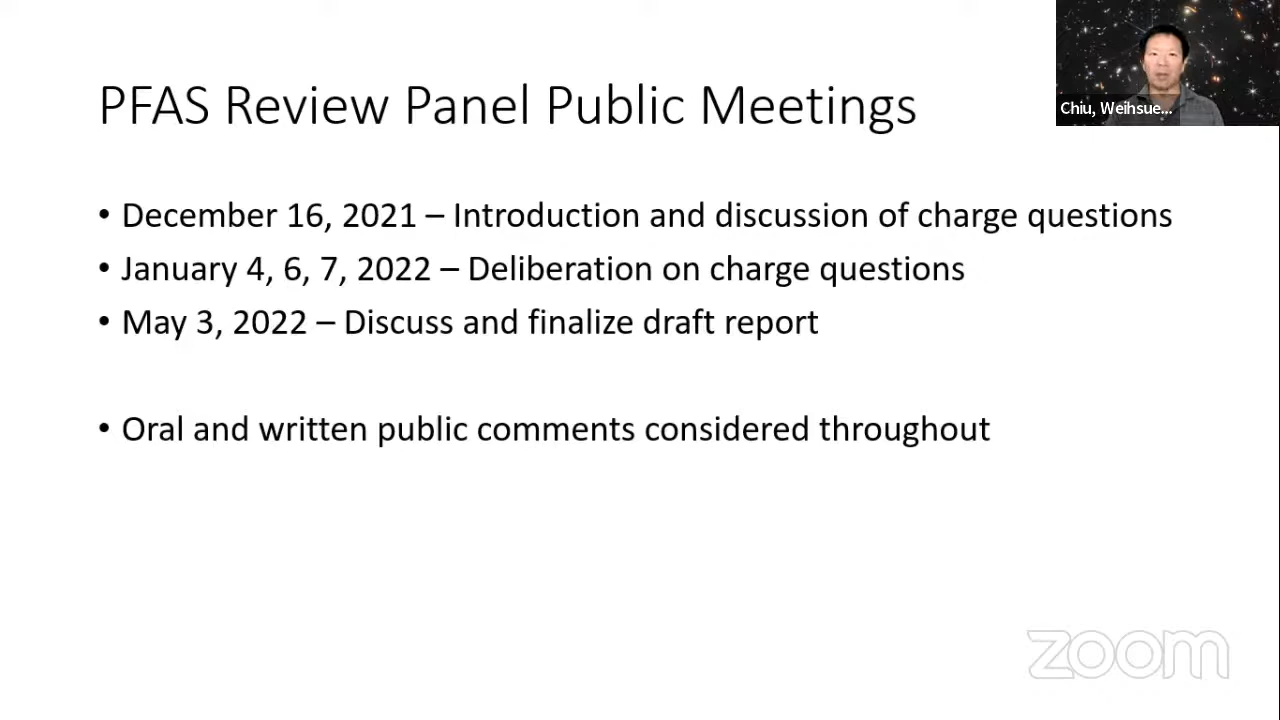 PFAS Review Panel Public Meetings
Chiu, Weihsue...
• December 16, 2021 – Introduction and discussion of charge questions
• January 4, 6, 7, 2022 – Deliberation on charge questions
• May 3, 2022 – Discuss and finalize draft report
• Oral and written public comments considered throughout
zoom